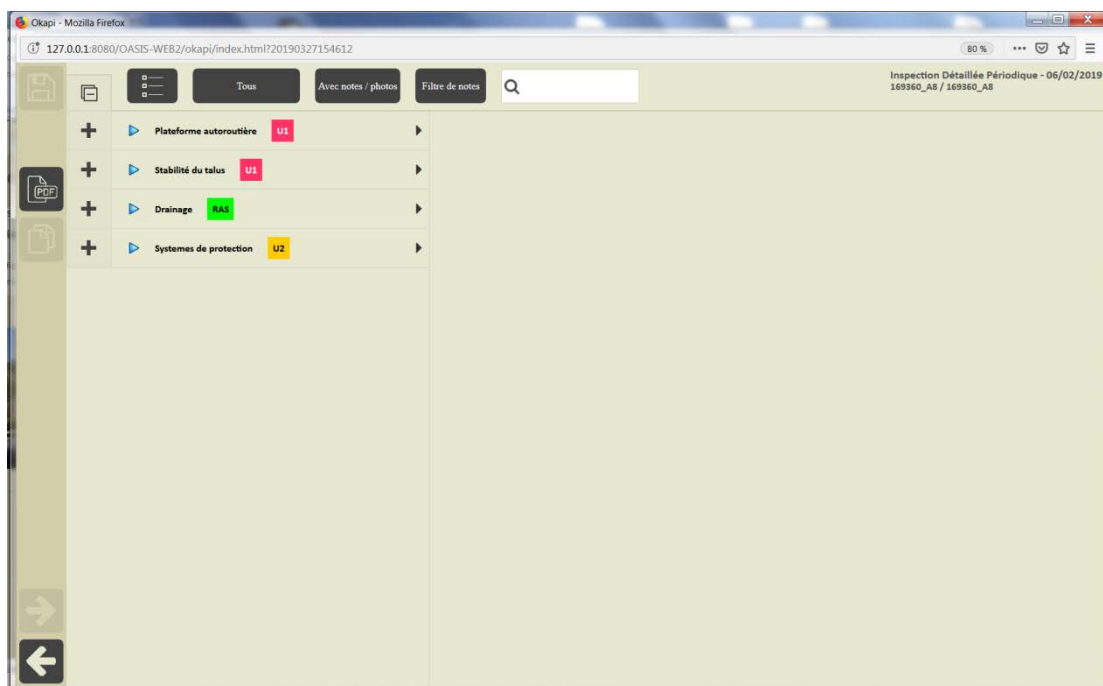 Okapi - Mozilla Firefox
127.0.0.1:8080/OASIS-WEB2/okapi/index.html?20190327154612
80 %
Tous
Avec notes / photos
Filtre de notes
Inspection Détaillée Périodique - 06/02/2019
169360_A8 / 169360_A8
Plateforme autoroutière U1
Stabilité du talus U1
PDF
Drainage RAS
Systemes de protection U2